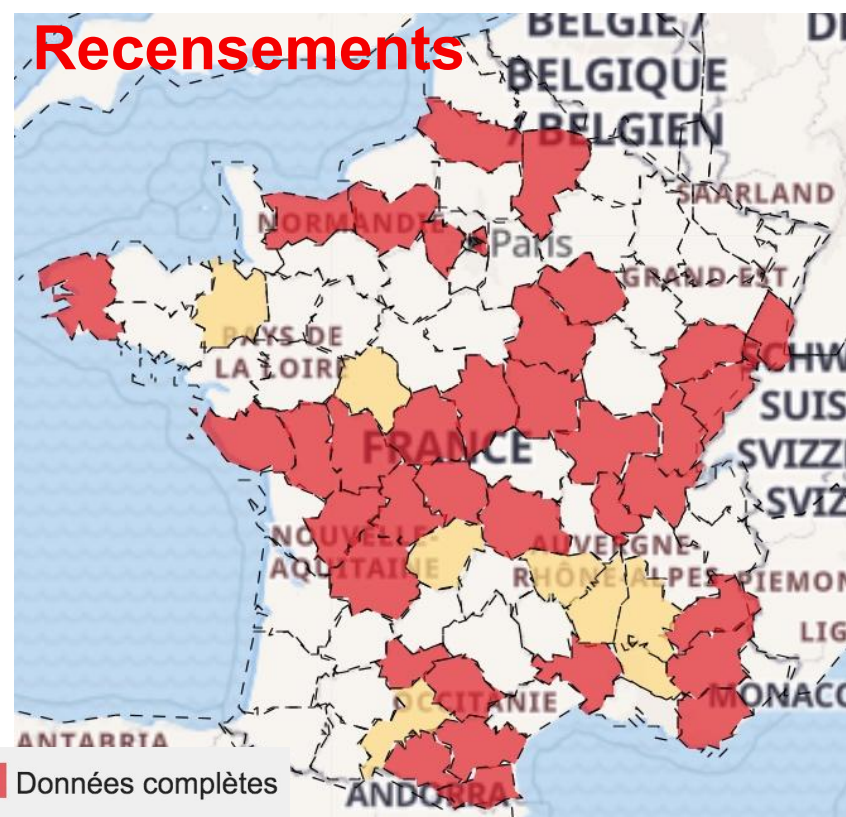 Recensements
BELGIË /
BELGIQUE
/ BELGIEN
SAARLAND
NORMANDIE
Paris
GRAND EST
PAYS DE
LA LOIRE
SCHW
SUIS
SVIZZ
SVIZ
FRANCE
NOUVELLE-
AQUITAINE
AUVERGNE-
RHÔNE-ALPES
PIEMON
LIG
OCCITANIE
MONACO
ANTABRIA
Données complètes
ANDORRA